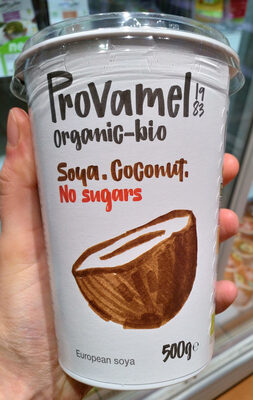 Provamel
1983
organic-bio
Soya. Coconut.
No sugars
500g e
European soya